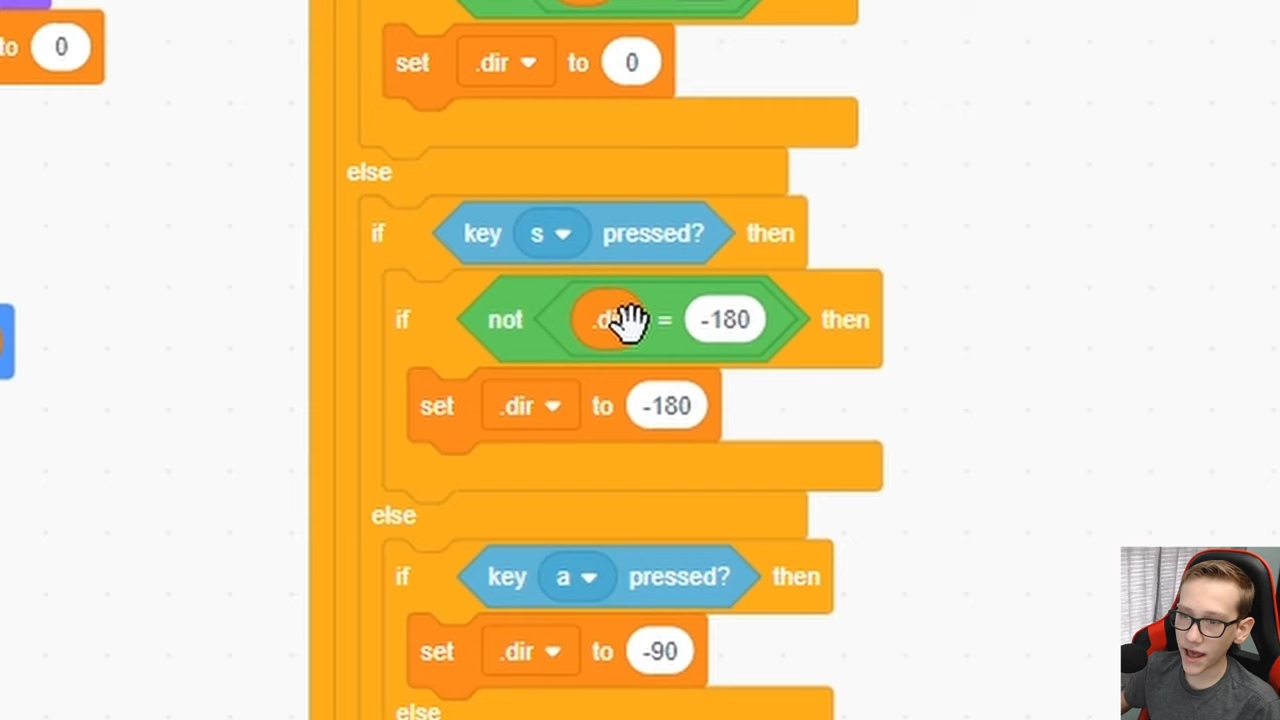 to 0
set .dir to 0
else
if key s pressed? then
if not = -180 then
set .dir to -180
else
if key a pressed? then
set .dir to -90
else